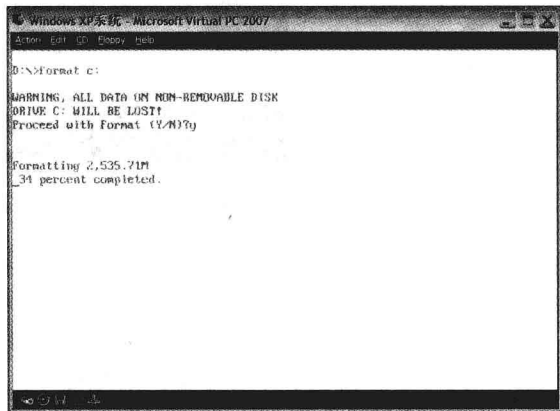 Windows XP系统 - Microsoft Virtual PC 2007
Action Edit CD Floppy Help
D:\>format c:
WARNING, ALL DATA ON NON-REMOVABLE DISK
DRIVE C: WILL BE LOST!
Proceed with Format (Y/N)?y
Formatting 2,535.71M
_34 percent completed.